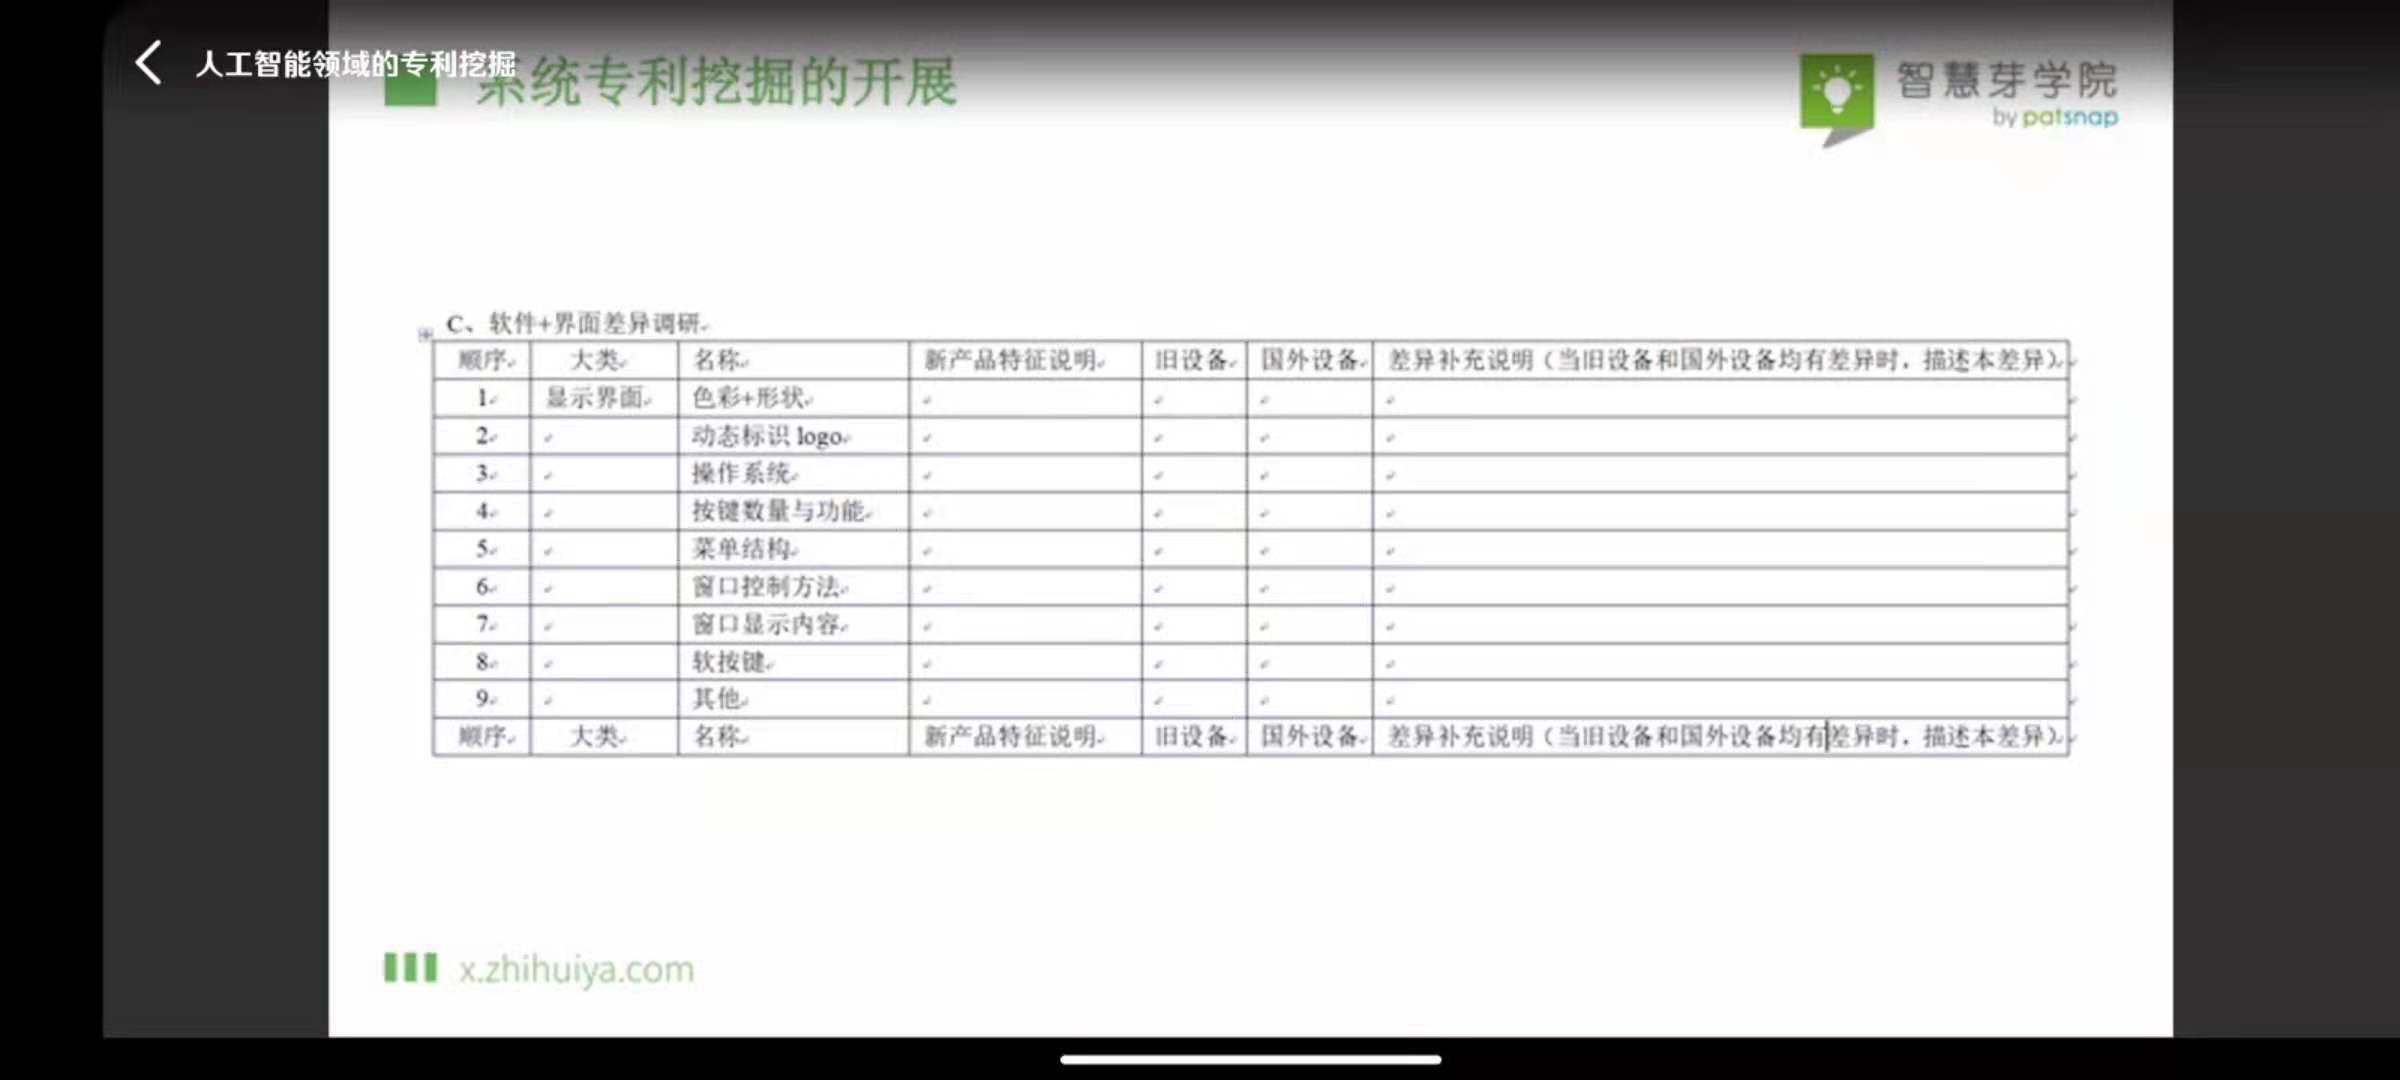 人工智能领域的专利挖掘
系统专利挖掘的开展
智慧芽学院
by patsnap
C、软件+界面差异调研
顺序 大类 名称 新产品特征说明 旧设备 国外设备 差异补充说明（当旧设备和国外设备均有差异时，描述本差异）
1 显示界面 色彩+形状
2 动态标识 logo
3 操作系统
4 按键数量与功能
5 菜单结构
6 窗口控制方法
7 窗口显示内容
8 软按键
9 其他
顺序 大类 名称 新产品特征说明 旧设备 国外设备 差异补充说明（当旧设备和国外设备均有差异时，描述本差异）
x.zhihuiya.com